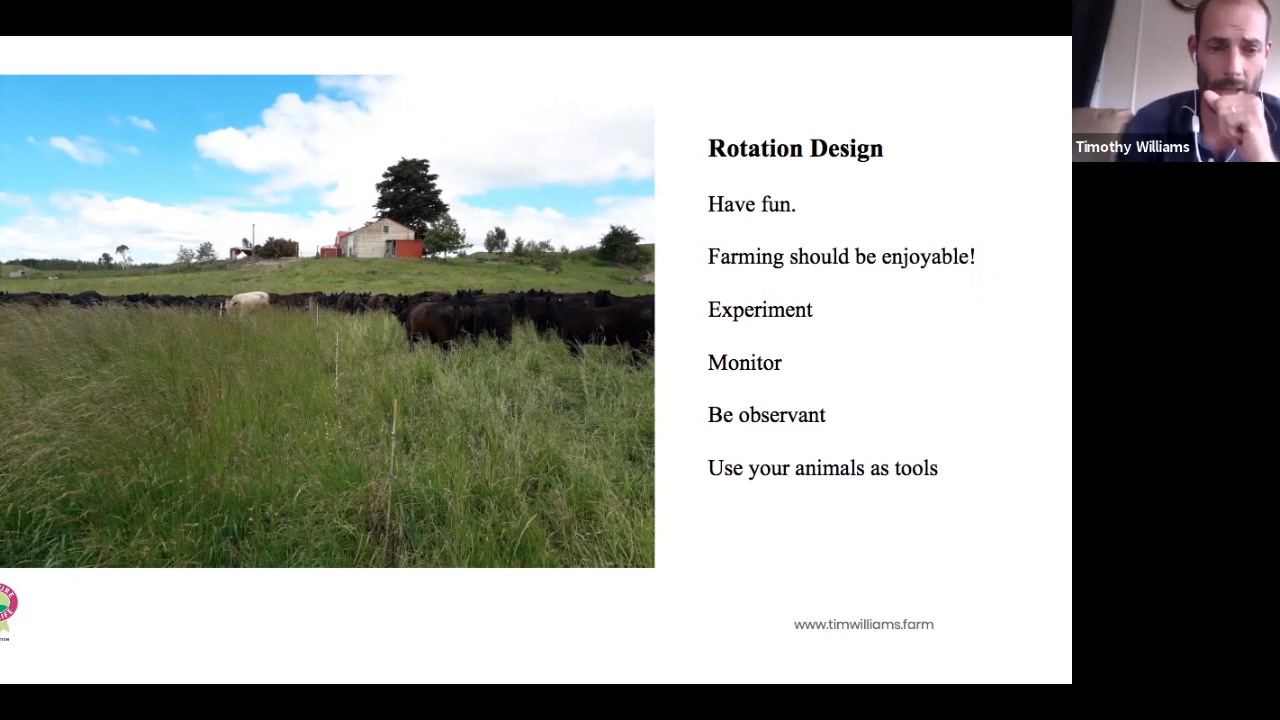 Timothy Williams
Rotation Design
Have fun.
Farming should be enjoyable!
Experiment
Monitor
Be observant
Use your animals as tools
www.timwilliams.farm